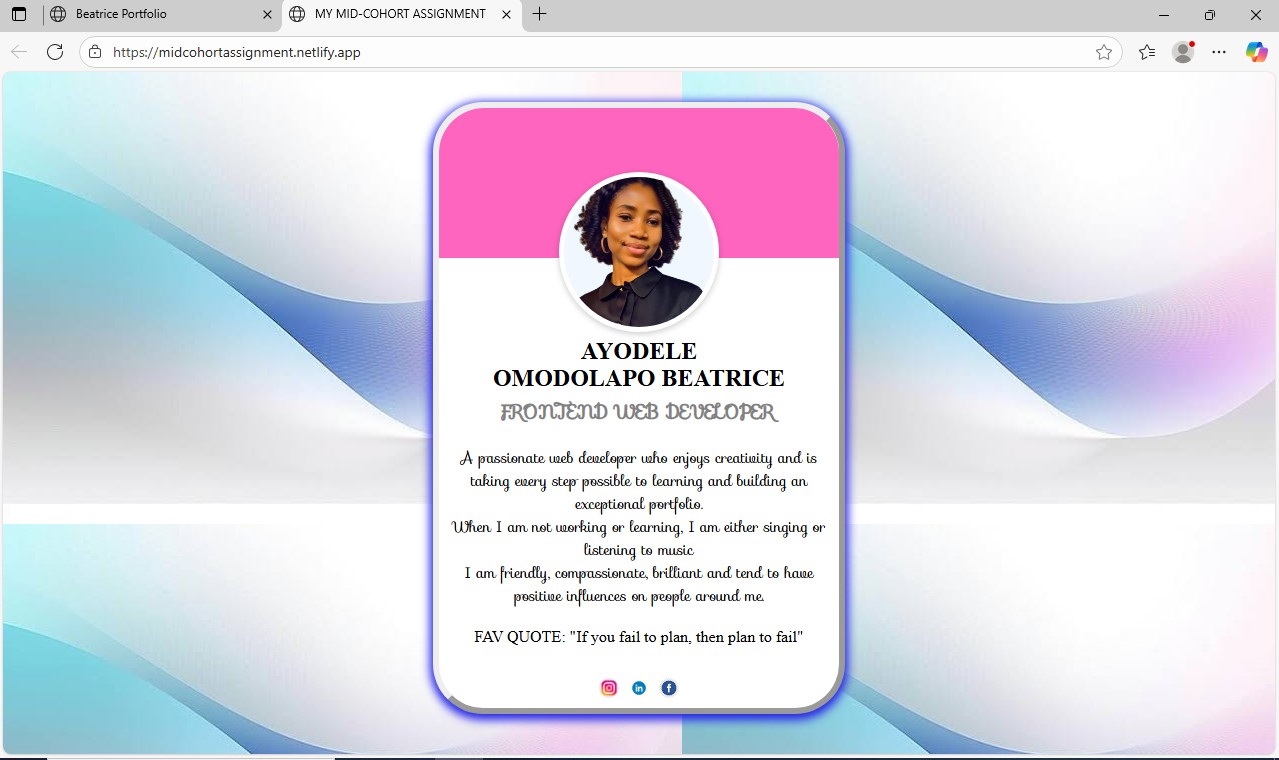 Beatrice Portfolio
MY MID-COHORT ASSIGNMENT
https://midcohortassignment.netlify.app
AYODELE
OMODOLAPO BEATRICE
FRONTEND WEB DEVELOPER
A passionate web developer who enjoys creativity and is
taking every step possible to learning and building an
exceptional portfolio.
When I am not working or learning, I am either singing or
listening to music
I am friendly, compassionate, brilliant and tend to have
positive influences on people around me.
FAV QUOTE: "If you fail to plan, then plan to fail"
in
f